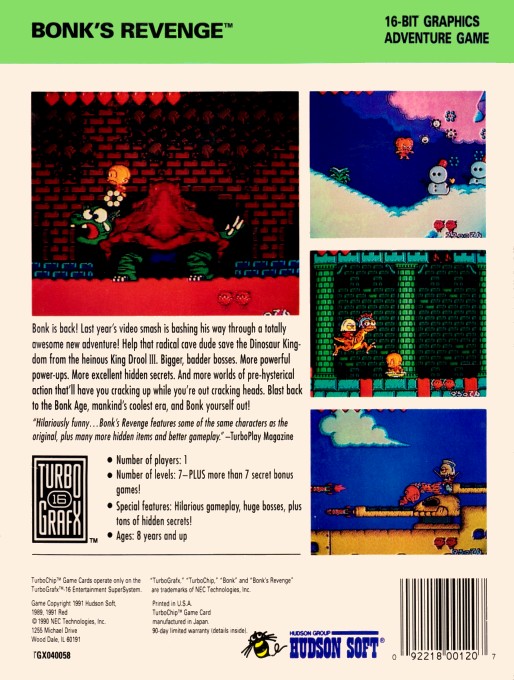 BONK'S REVENGE™
16-BIT GRAPHICS
ADVENTURE GAME
Bonk is back! Last year's video smash is bashing his way through a totally
awesome new adventure! Help that radical cave dude save the Dinosaur King-
dom from the heinous King Drool III. Bigger, badder bosses. More powerful
power-ups. More excellent hidden secrets. And more worlds of pre-hysterical
action that'll have you cracking up while you're out cracking heads. Blast back
to the Bonk Age, mankind's coolest era, and Bonk yourself out!
"Hilariously funny...Bonk's Revenge features some of the same characters as the
original, plus many more hidden items and better gameplay." –TurboPlay Magazine
TURBO
16
GRAFX
™
• Number of players: 1
• Number of levels: 7–PLUS more than 7 secret bonus
games!
• Special features: Hilarious gameplay, huge bosses, plus
tons of hidden secrets!
• Ages: 8 years and up
TurboChip™ Game Cards operate only on the
TurboGrafx™-16 Entertainment SuperSystem.
Game Copyright 1991 Hudson Soft,
1989, 1991 Red
© 1990 NEC Technologies, Inc.
1255 Michael Drive
Wood Dale, IL 60191
TGX040058
"TurboGrafx," "TurboChip," "Bonk" and "Bonk's Revenge"
are trademarks of NEC Technologies, Inc.
Printed in U.S.A.
TurboChip™ Game Card
manufactured in Japan.
90-day limited warranty (details inside).
HUDSON GROUP
HUDSON SOFT®
0 92218 00120 7